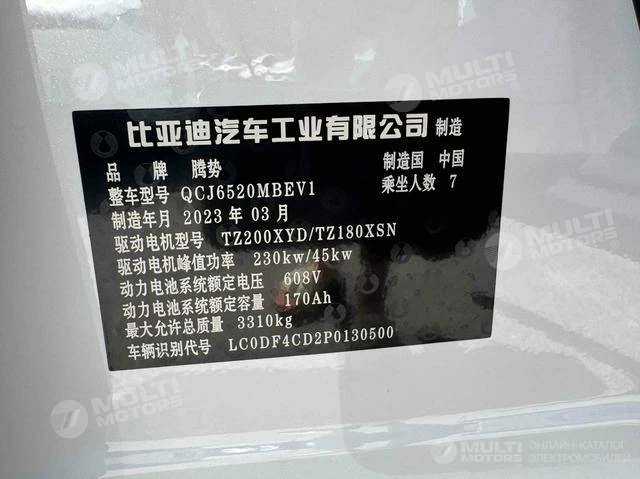 比亚迪汽车工业有限公司 制造
品 牌 腾势 制造国 中国
整车型号 QCJ6520MBEV1 乘坐人数 7
制造年月 2023 年 03 月
驱动电机型号 TZ200XYD/TZ180XSN
驱动电机峰值功率 230kw/45kw
动力电池系统额定电压 608V
动力电池系统额定容量 170Ah
最大允许总质量 3310kg
车辆识别代号 LC0DF4CD2P0130500
MULTI MOTORS
MULTI MOTORS
MULTI MOTORS
MULTI MOTORS
MULTI MOTORS
ОНЛАЙН-КАТАЛОГ
ЭЛЕКТРОМОБИЛЕЙ